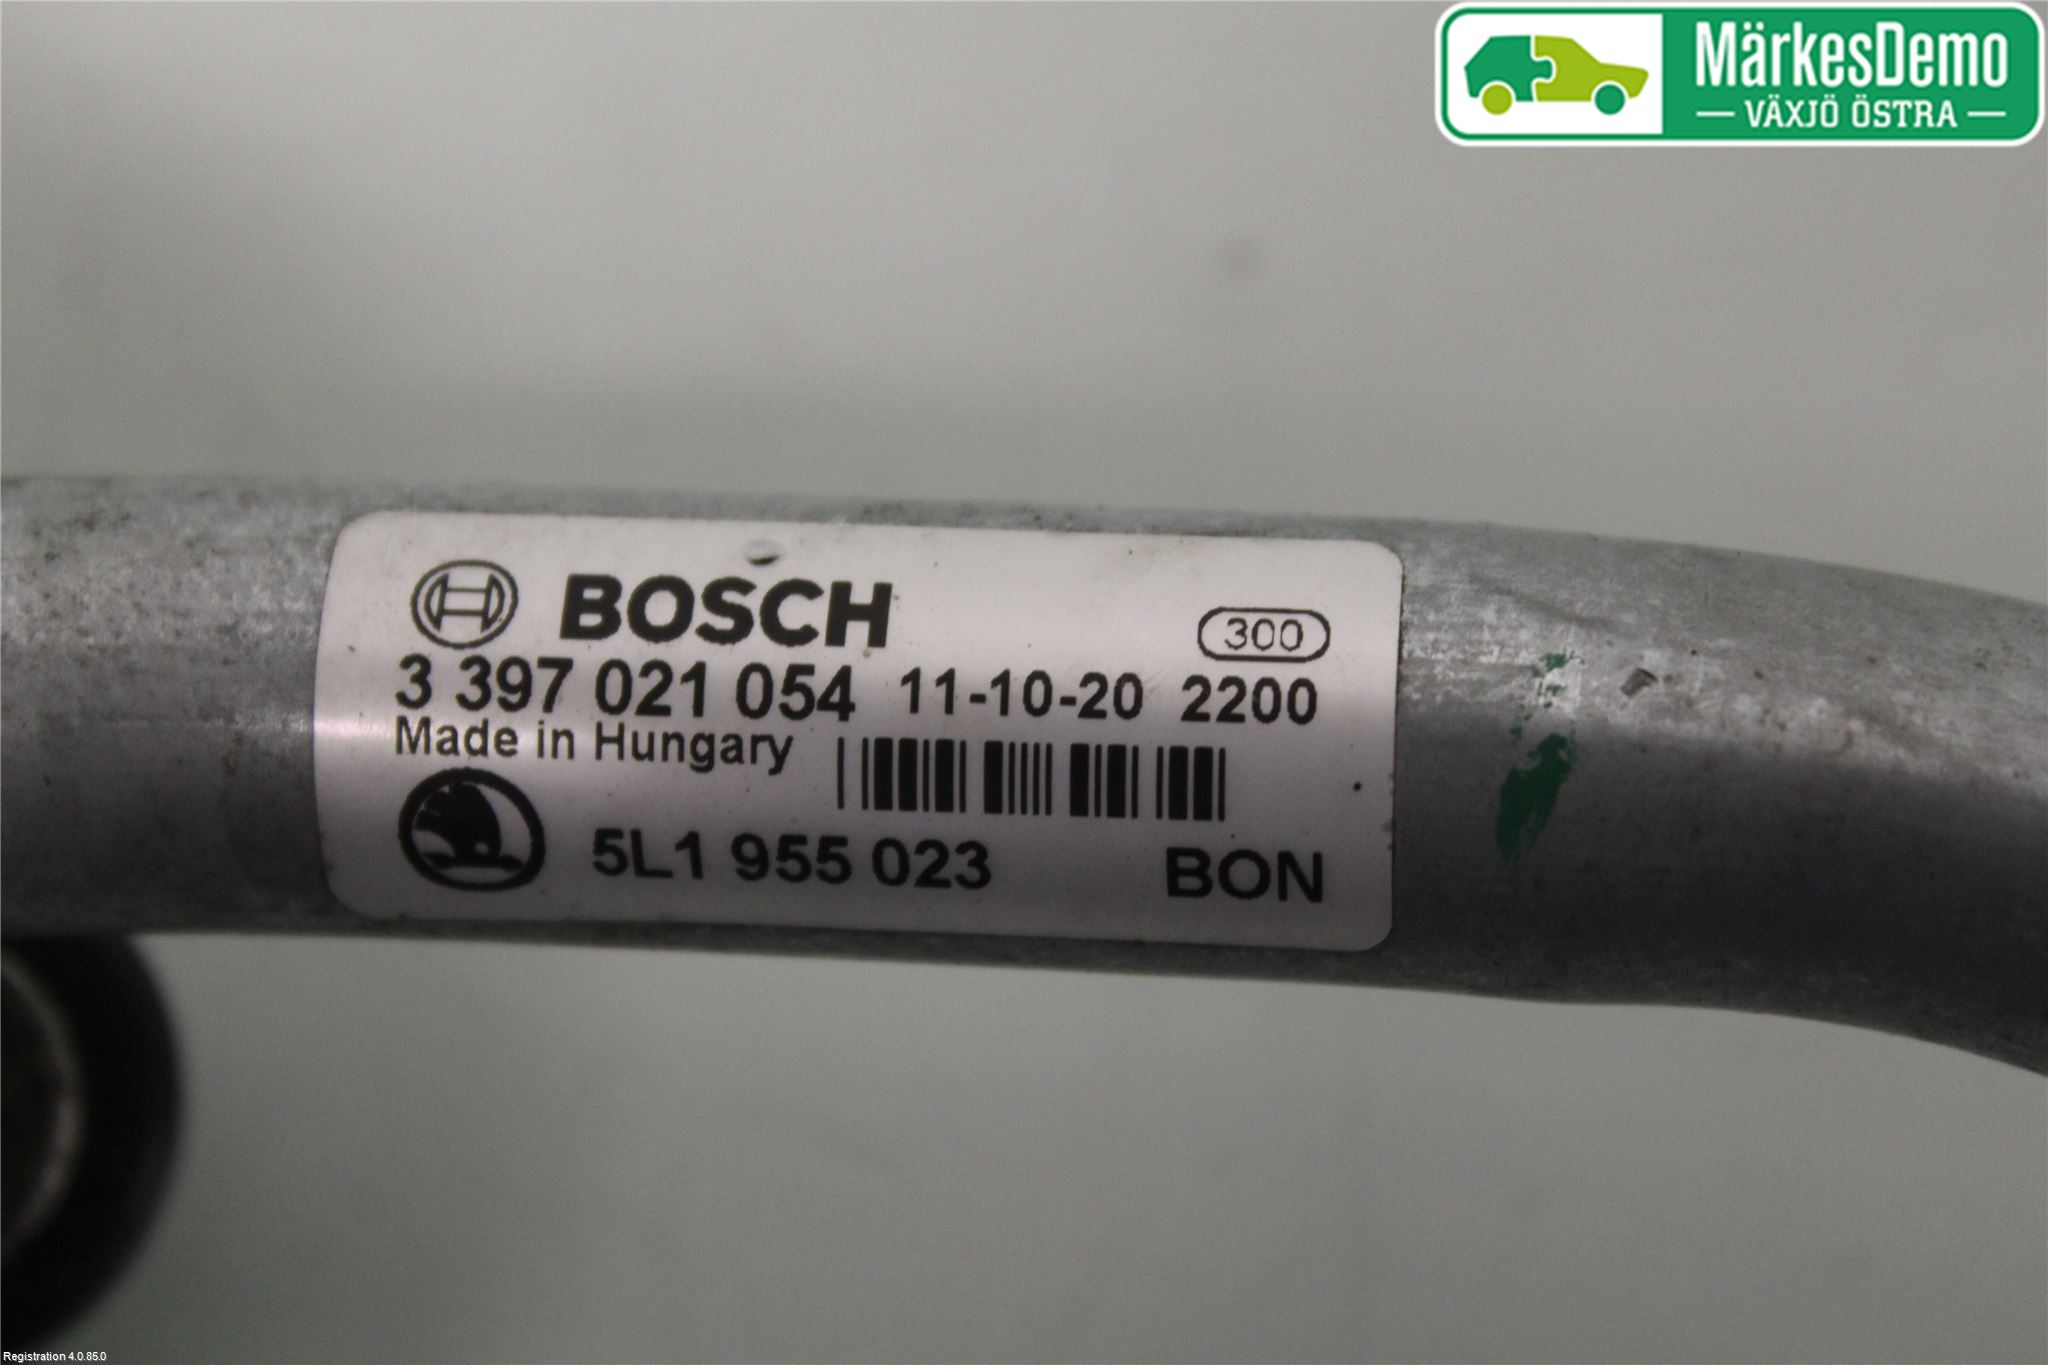 MärkesDemo
VÄXJÖ ÖSTRA
BOSCH
300
3 397 021 054 11-10-20 2200
Made in Hungary
5L1 955 023 BON
Registration 4.0.85.0